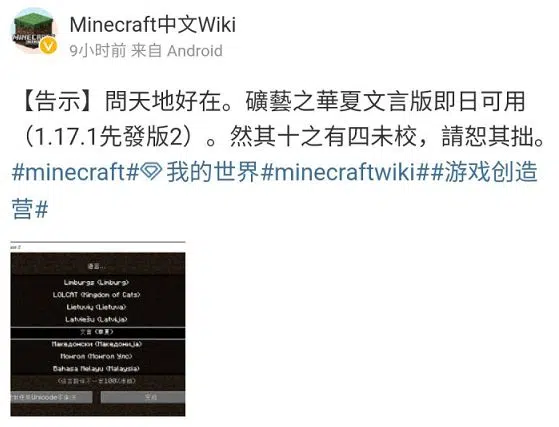 Minecraft中文Wiki
9小时前 来自 Android
【告示】問天地好在。礦藝之華夏文言版即日可用
（1.17.1先發版2）。然其十之有四未校，請恕其拙。
#minecraft#我的世界#minecraftwiki##游戏创造
营#
語言...
Limburgs (Limburg)
LOLCAT (Kingdom of Cats)
Lietuvių (Lietuva)
Latviešu (Latvija)
文言 (華夏)
Македонски (Македонија)
Монгол (Монгол Улс)
Bahasa Melayu (Malaysia)